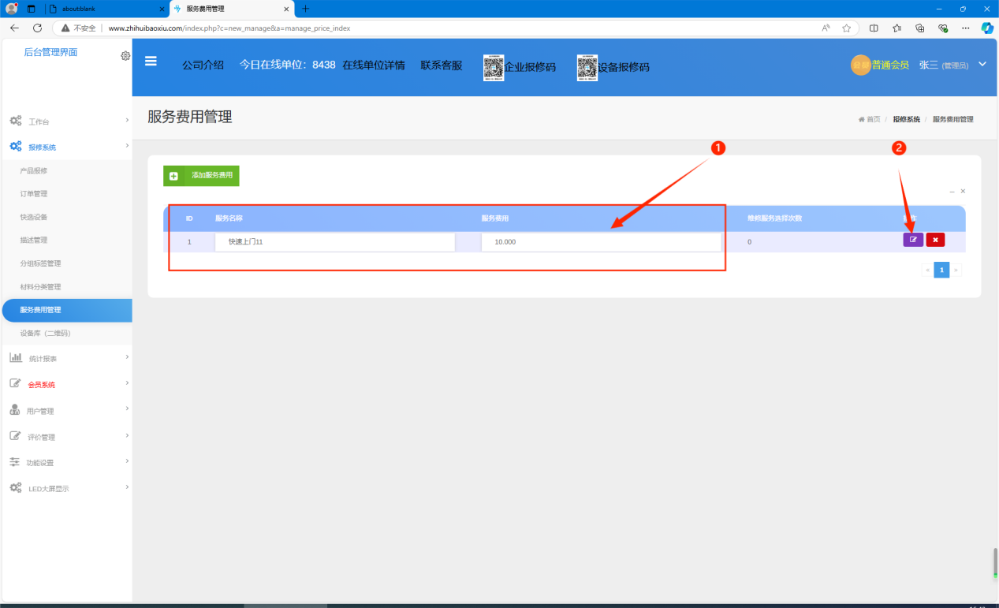 about:blank
服务费用管理
不安全
www.zhihuibaoxiu.com/index.php?c=new_manage&a=manage_price_index
后台管理界面
公司介绍 今日在线单位：8438 在线单位详情 联系客服 企业报修码 设备报修码
会员 普通会员 张三 (管理员)
服务费用管理
首页 / 报修系统 / 服务费用管理
工作台
报修系统
产品报修
订单管理
快选设备
描述管理
分组标签管理
材料分类管理
服务费用管理
设备库（二维码）
统计报表
会员系统
用户管理
评价管理
功能设置
LED大屏显示
1
2
添加服务费用
ID 服务名称 服务费用 维修服务选择次数
1 快速上门11 10.000 0
« 1 »